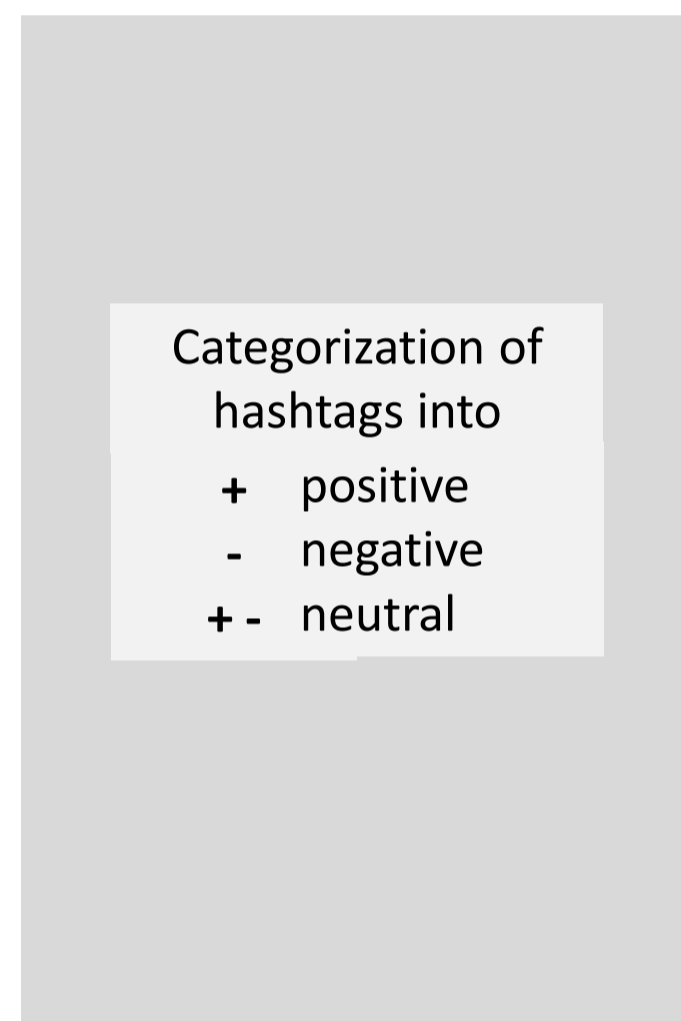 Categorization of
hashtags into
+ positive
- negative
+ - neutral